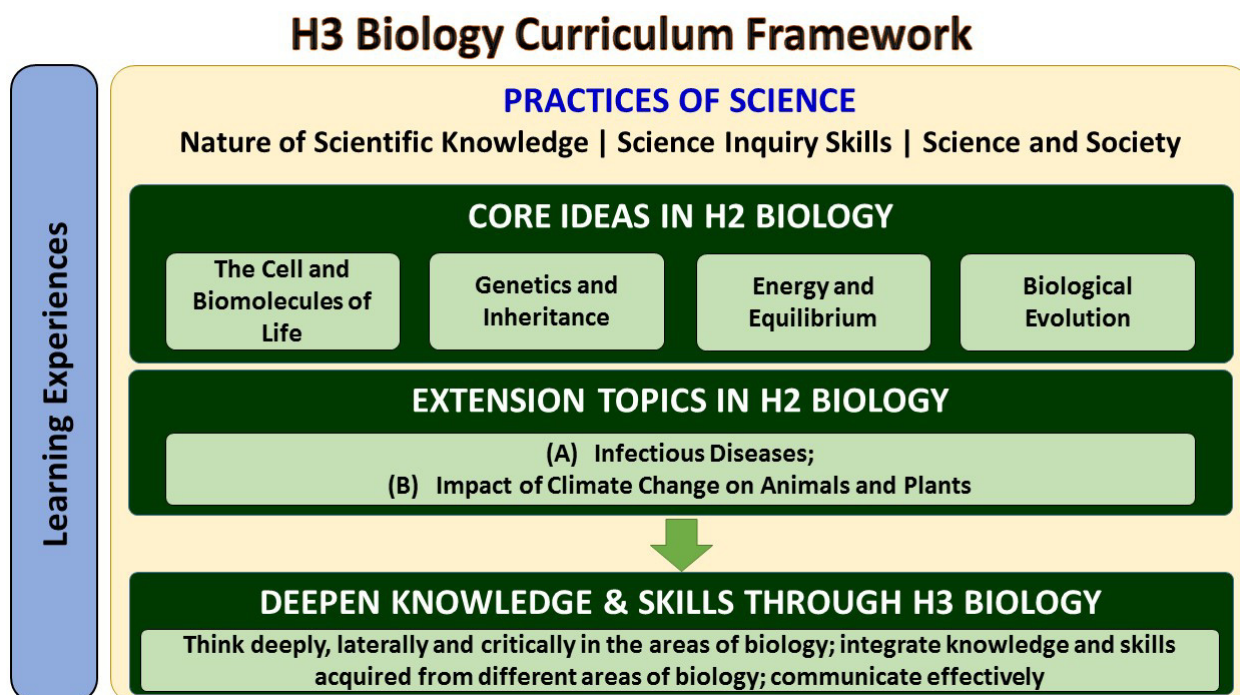 H3 Biology Curriculum Framework
Learning Experiences
PRACTICES OF SCIENCE
Nature of Scientific Knowledge | Science Inquiry Skills | Science and Society
CORE IDEAS IN H2 BIOLOGY
The Cell and
Biomolecules of
Life
Genetics and
Inheritance
Energy and
Equilibrium
Biological
Evolution
EXTENSION TOPICS IN H2 BIOLOGY
(A) Infectious Diseases;
(B) Impact of Climate Change on Animals and Plants
DEEPEN KNOWLEDGE & SKILLS THROUGH H3 BIOLOGY
Think deeply, laterally and critically in the areas of biology; integrate knowledge and skills
acquired from different areas of biology; communicate effectively